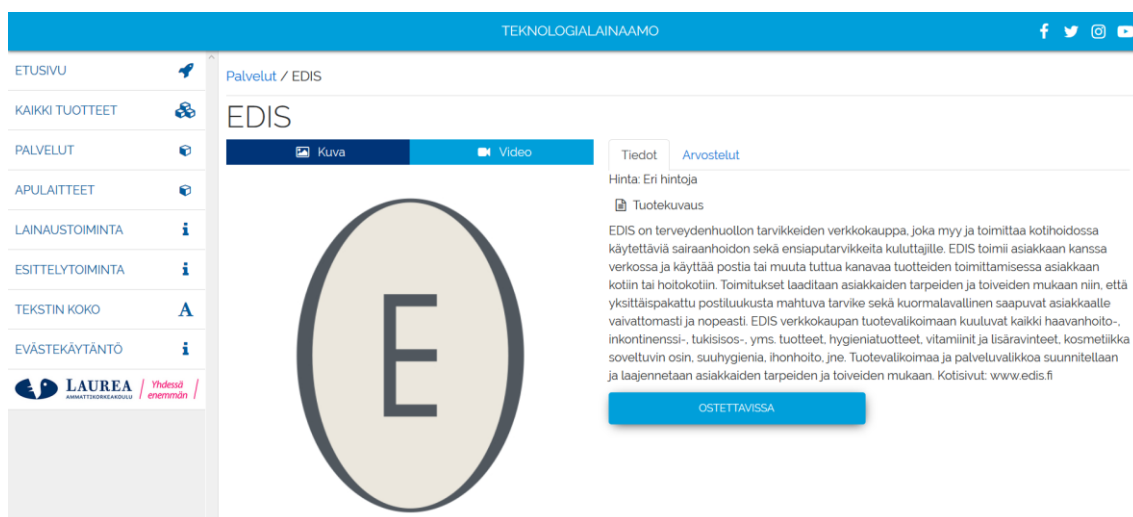 TEKNOLOGIALAINAAMO
ETUSIVU
KAIKKI TUOTTEET
PALVELUT
APULAITTEET
LAINAUSTOIMINTA
ESITTELYTOIMINTA
TEKSTIN KOKO
A
EVÄSTEKÄYTÄNTÖ
LAUREA
AMMATTIKORKEAKOULU
Yhdessä
enemmän
Palvelut / EDIS
EDIS
Kuva
Video
E
Tiedot
Arvostelut
Hinta: Eri hintoja
Tuotekuvaus
EDIS on terveydenhuollon tarvikkeiden verkkokauppa, joka myy ja toimittaa kotihoidossa
käytettäviä sairaanhoidon sekä ensiaputarvikkeita kuluttajille. EDIS toimii asiakkaan kanssa
verkossa ja käyttää postia tai muuta tuttua kanavaa tuotteiden toimittamisessa asiakkaan
kotiin tai hoitokotiin. Toimitukset laaditaan asiakkaiden tarpeiden ja toiveiden mukaan niin, että
yksittäispakattu postiluukusta mahtuva tarvike sekä kuormalavallinen saapuvat asiakkaalle
vaivattomasti ja nopeasti. EDIS verkkokaupan tuotevalikoimaan kuuluvat kaikki haavanhoito-,
inkontinenssi-, tukisisos-, yms. tuotteet, hygieniatuotteet, vitamiinit ja lisäravinteet, kosmetiikka
soveltuvin osin, suuhygienia, ihonhoito, jne. Tuotevalikoimaa ja palveluvalikkoa suunnitellaan
ja laajennetaan asiakkaiden tarpeiden ja toiveiden mukaan. Kotisivut: www.edis.fi
OSTETTAVISSA